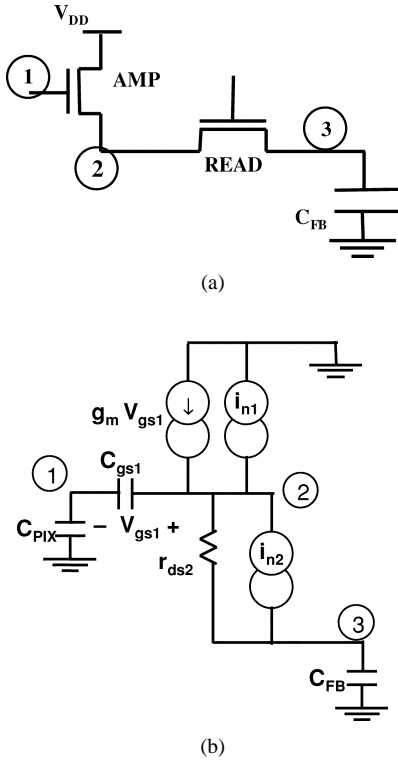 V_DD
1
AMP
2
READ
3
C_FB
(a)
g_m V_gs1
↓
i_n1
C_gs1
1
2
C_PIX
− V_gs1 +
r_ds2
i_n2
3
C_FB
(b)